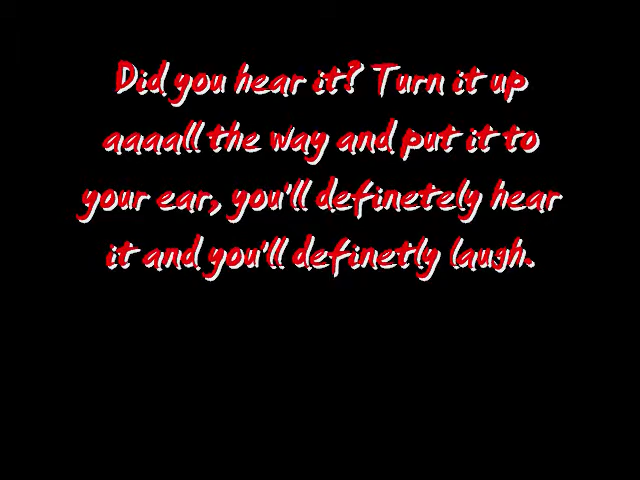 Did you hear it? Turn it up
aaaall the way and put it to
your ear, you'll definetely hear
it and you'll definetly laugh.